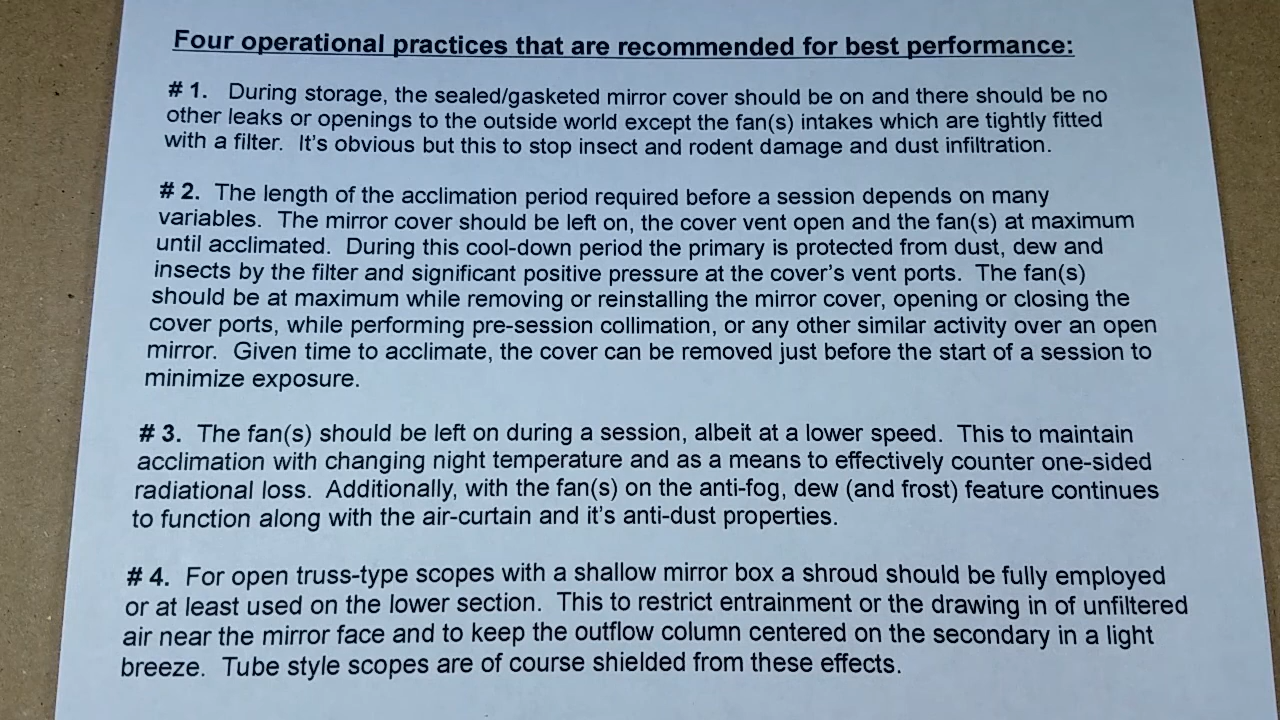 Four operational practices that are recommended for best performance:
# 1. During storage, the sealed/gasketed mirror cover should be on and there should be no
other leaks or openings to the outside world except the fan(s) intakes which are tightly fitted
with a filter. It's obvious but this to stop insect and rodent damage and dust infiltration.
# 2. The length of the acclimation period required before a session depends on many
variables. The mirror cover should be left on, the cover vent open and the fan(s) at maximum
until acclimated. During this cool-down period the primary is protected from dust, dew and
insects by the filter and significant positive pressure at the cover's vent ports. The fan(s)
should be at maximum while removing or reinstalling the mirror cover, opening or closing the
cover ports, while performing pre-session collimation, or any other similar activity over an open
mirror. Given time to acclimate, the cover can be removed just before the start of a session to
minimize exposure.
# 3. The fan(s) should be left on during a session, albeit at a lower speed. This to maintain
acclimation with changing night temperature and as a means to effectively counter one-sided
radiational loss. Additionally, with the fan(s) on the anti-fog, dew (and frost) feature continues
to function along with the air-curtain and it's anti-dust properties.
# 4. For open truss-type scopes with a shallow mirror box a shroud should be fully employed
or at least used on the lower section. This to restrict entrainment or the drawing in of unfiltered
air near the mirror face and to keep the outflow column centered on the secondary in a light
breeze. Tube style scopes are of course shielded from these effects.